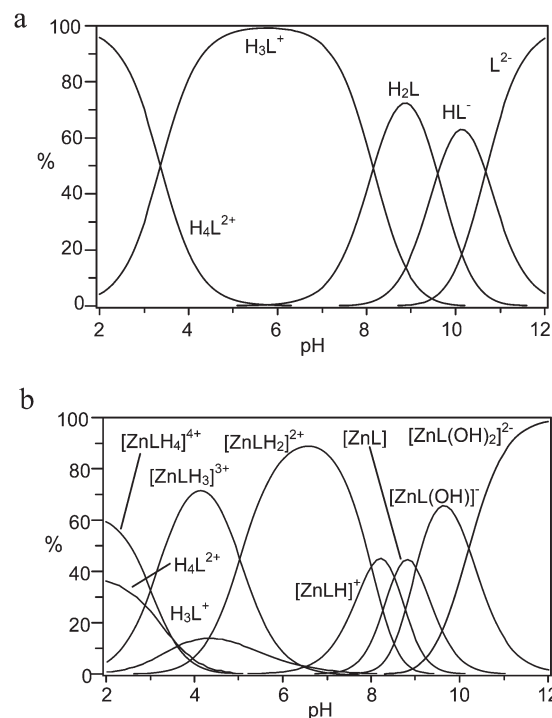 a
100
80
60
%
40
20
0
H₃L⁺
H₂L
HL⁻
L²⁻
H₄L²⁺
2 4 6 8 10 12
pH
b
100
80
60
%
40
20
0
[ZnLH₄]⁴⁺
[ZnLH₂]²⁺
[ZnL]
[ZnL(OH)₂]²⁻
[ZnLH₃]³⁺
[ZnL(OH)]⁻
H₄L²⁺
[ZnLH]⁺
H₃L⁺
2 4 6 8 10 12
pH